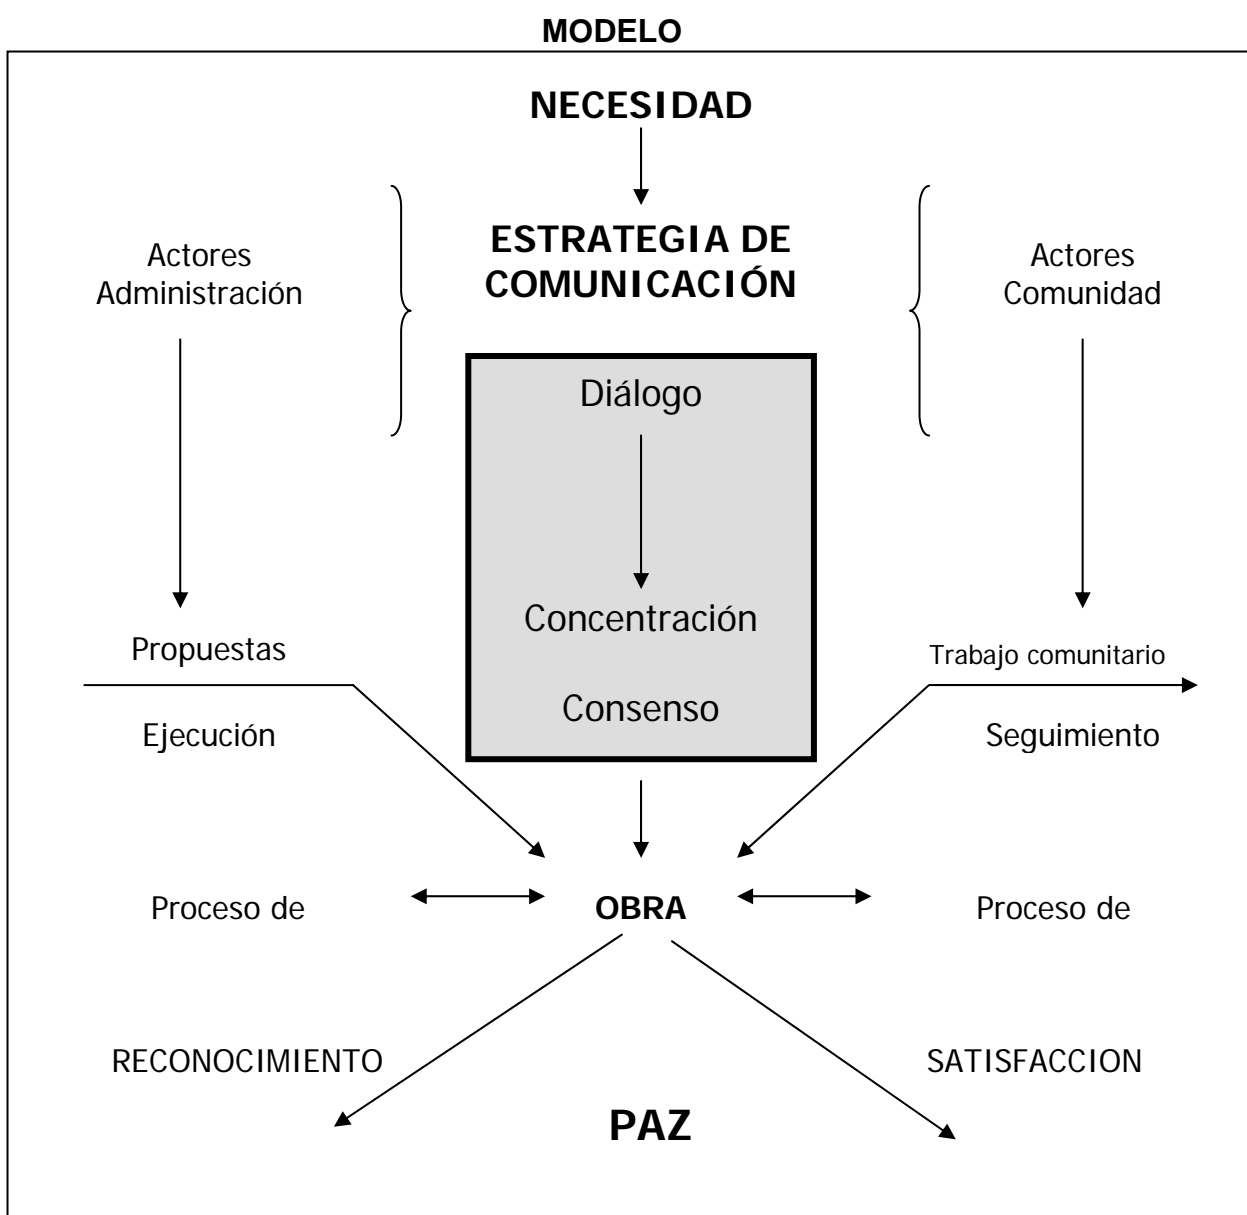 MODELO
NECESIDAD
ESTRATEGIA DE
COMUNICACIÓN
Actores
Administración
Actores
Comunidad
Diálogo
Concentración
Consenso
Propuestas
Ejecución
Trabajo comunitario
Seguimiento
Proceso de
OBRA
Proceso de
RECONOCIMIENTO
SATISFACCION
PAZ